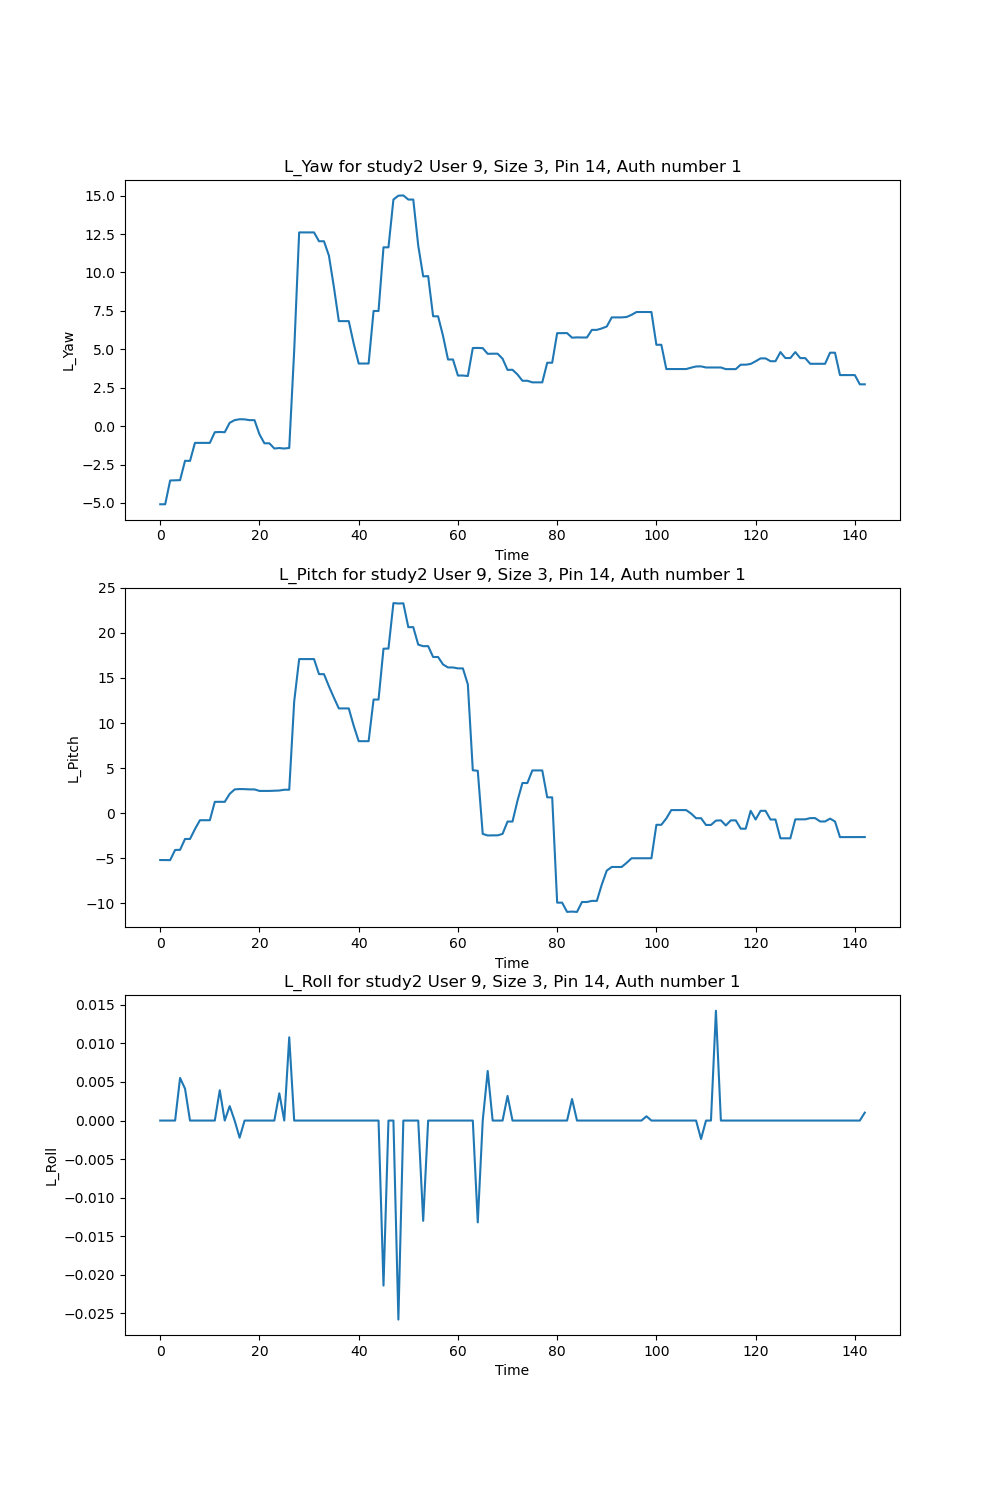 L_Yaw for study2 User 9, Size 3, Pin 14, Auth number 1
15.0
12.5
10.0
7.5
5.0
2.5
0.0
−2.5
−5.0
L_Yaw
0 20 40 60 80 100 120 140
Time
L_Pitch for study2 User 9, Size 3, Pin 14, Auth number 1
25
20
15
10
5
0
−5
−10
L_Pitch
0 20 40 60 80 100 120 140
Time
L_Roll for study2 User 9, Size 3, Pin 14, Auth number 1
0.015
0.010
0.005
0.000
−0.005
−0.010
−0.015
−0.020
−0.025
L_Roll
0 20 40 60 80 100 120 140
Time